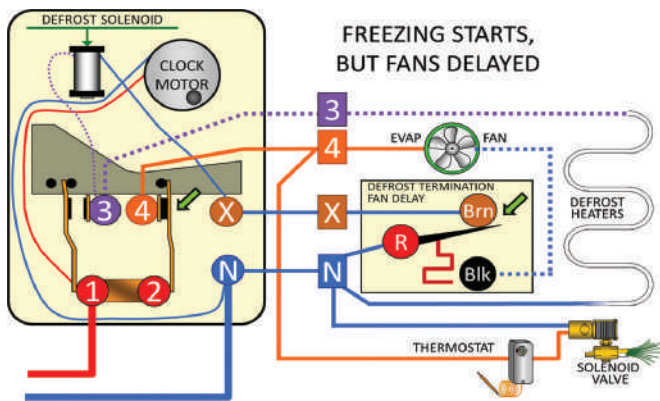 DEFROST SOLENOID
CLOCK
MOTOR
FREEZING STARTS,
BUT FANS DELAYED
3
4
EVAP
FAN
3
4
X
X
DEFROST TERMINATION
FAN DELAY
Brn
R
Blk
DEFROST
HEATERS
N
N
1
2
THERMOSTAT
SOLENOID
VALVE